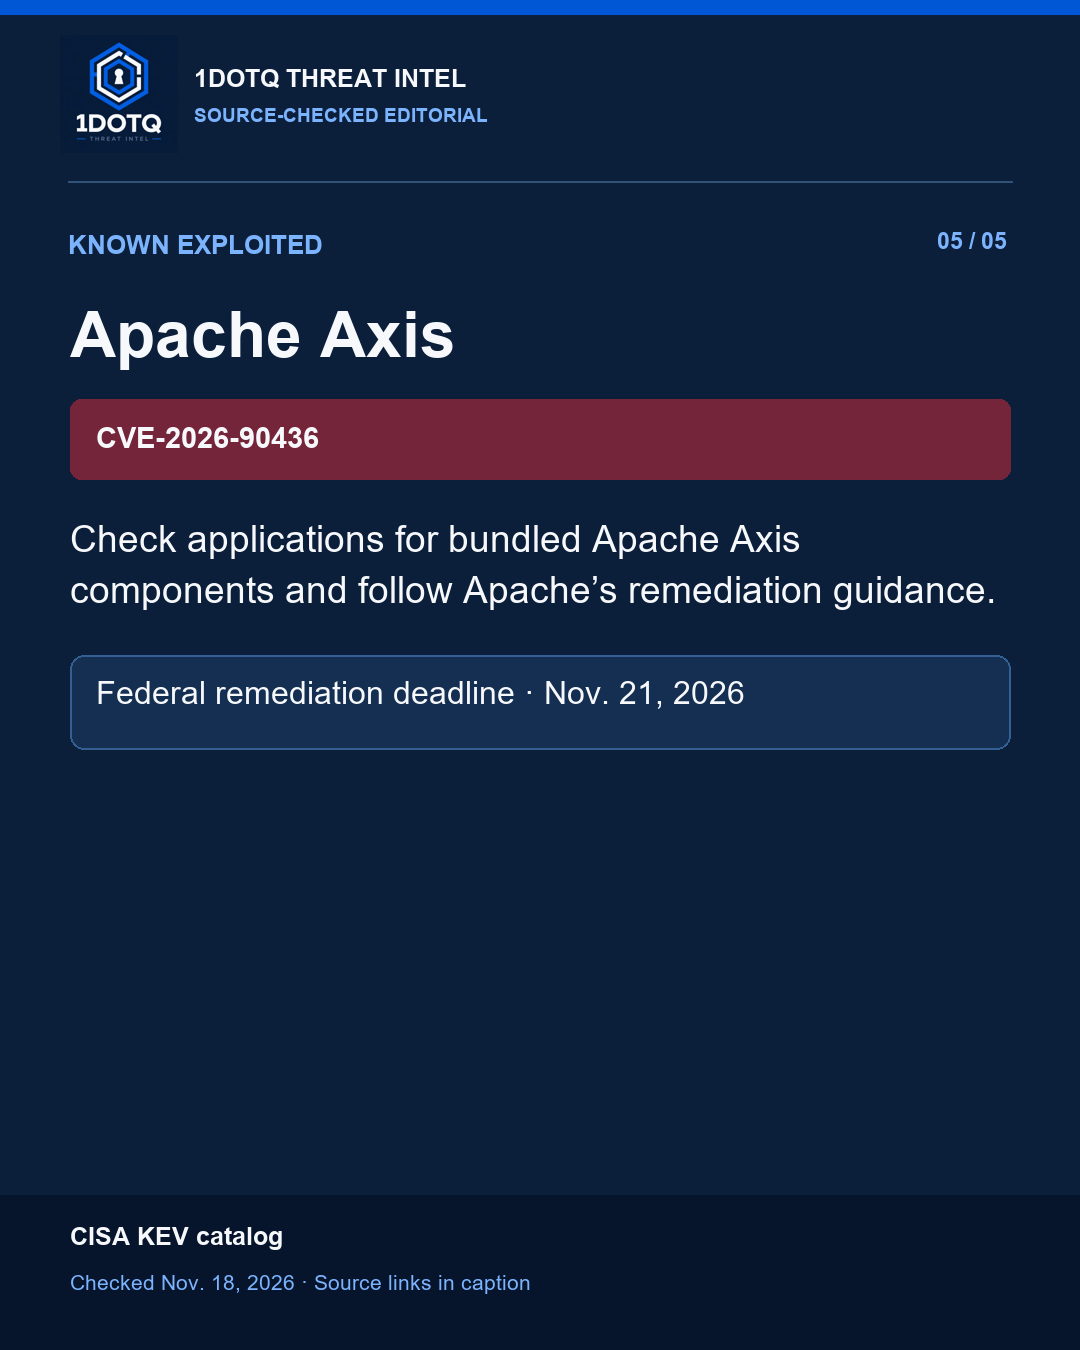 1DOTQ
THREAT INTEL
1DOTQ THREAT INTEL
SOURCE-CHECKED EDITORIAL
KNOWN EXPLOITED
05 / 05
Apache Axis
CVE-2026-90436
Check applications for bundled Apache Axis
components and follow Apache’s remediation guidance.
Federal remediation deadline · Nov. 21, 2026
CISA KEV catalog
Checked Nov. 18, 2026 · Source links in caption